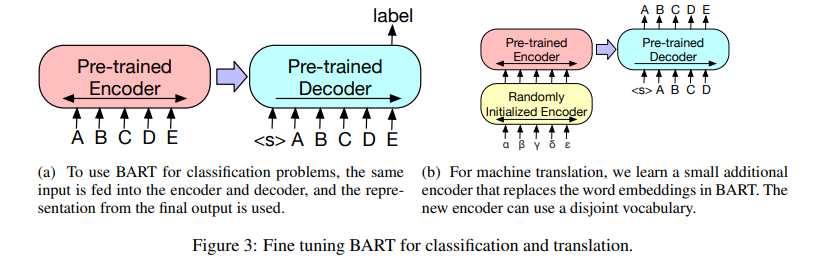 label
Pre-trained
Encoder
Pre-trained
Decoder
A B C D E
<s> A B C D E
(a) To use BART for classification problems, the same
input is fed into the encoder and decoder, and the repre-
sentation from the final output is used.
A B C D E
Pre-trained
Encoder
Pre-trained
Decoder
<s> A B C D
Randomly
Initialized Encoder
α β γ δ ε
(b) For machine translation, we learn a small additional
encoder that replaces the word embeddings in BART. The
new encoder can use a disjoint vocabulary.
Figure 3: Fine tuning BART for classification and translation.